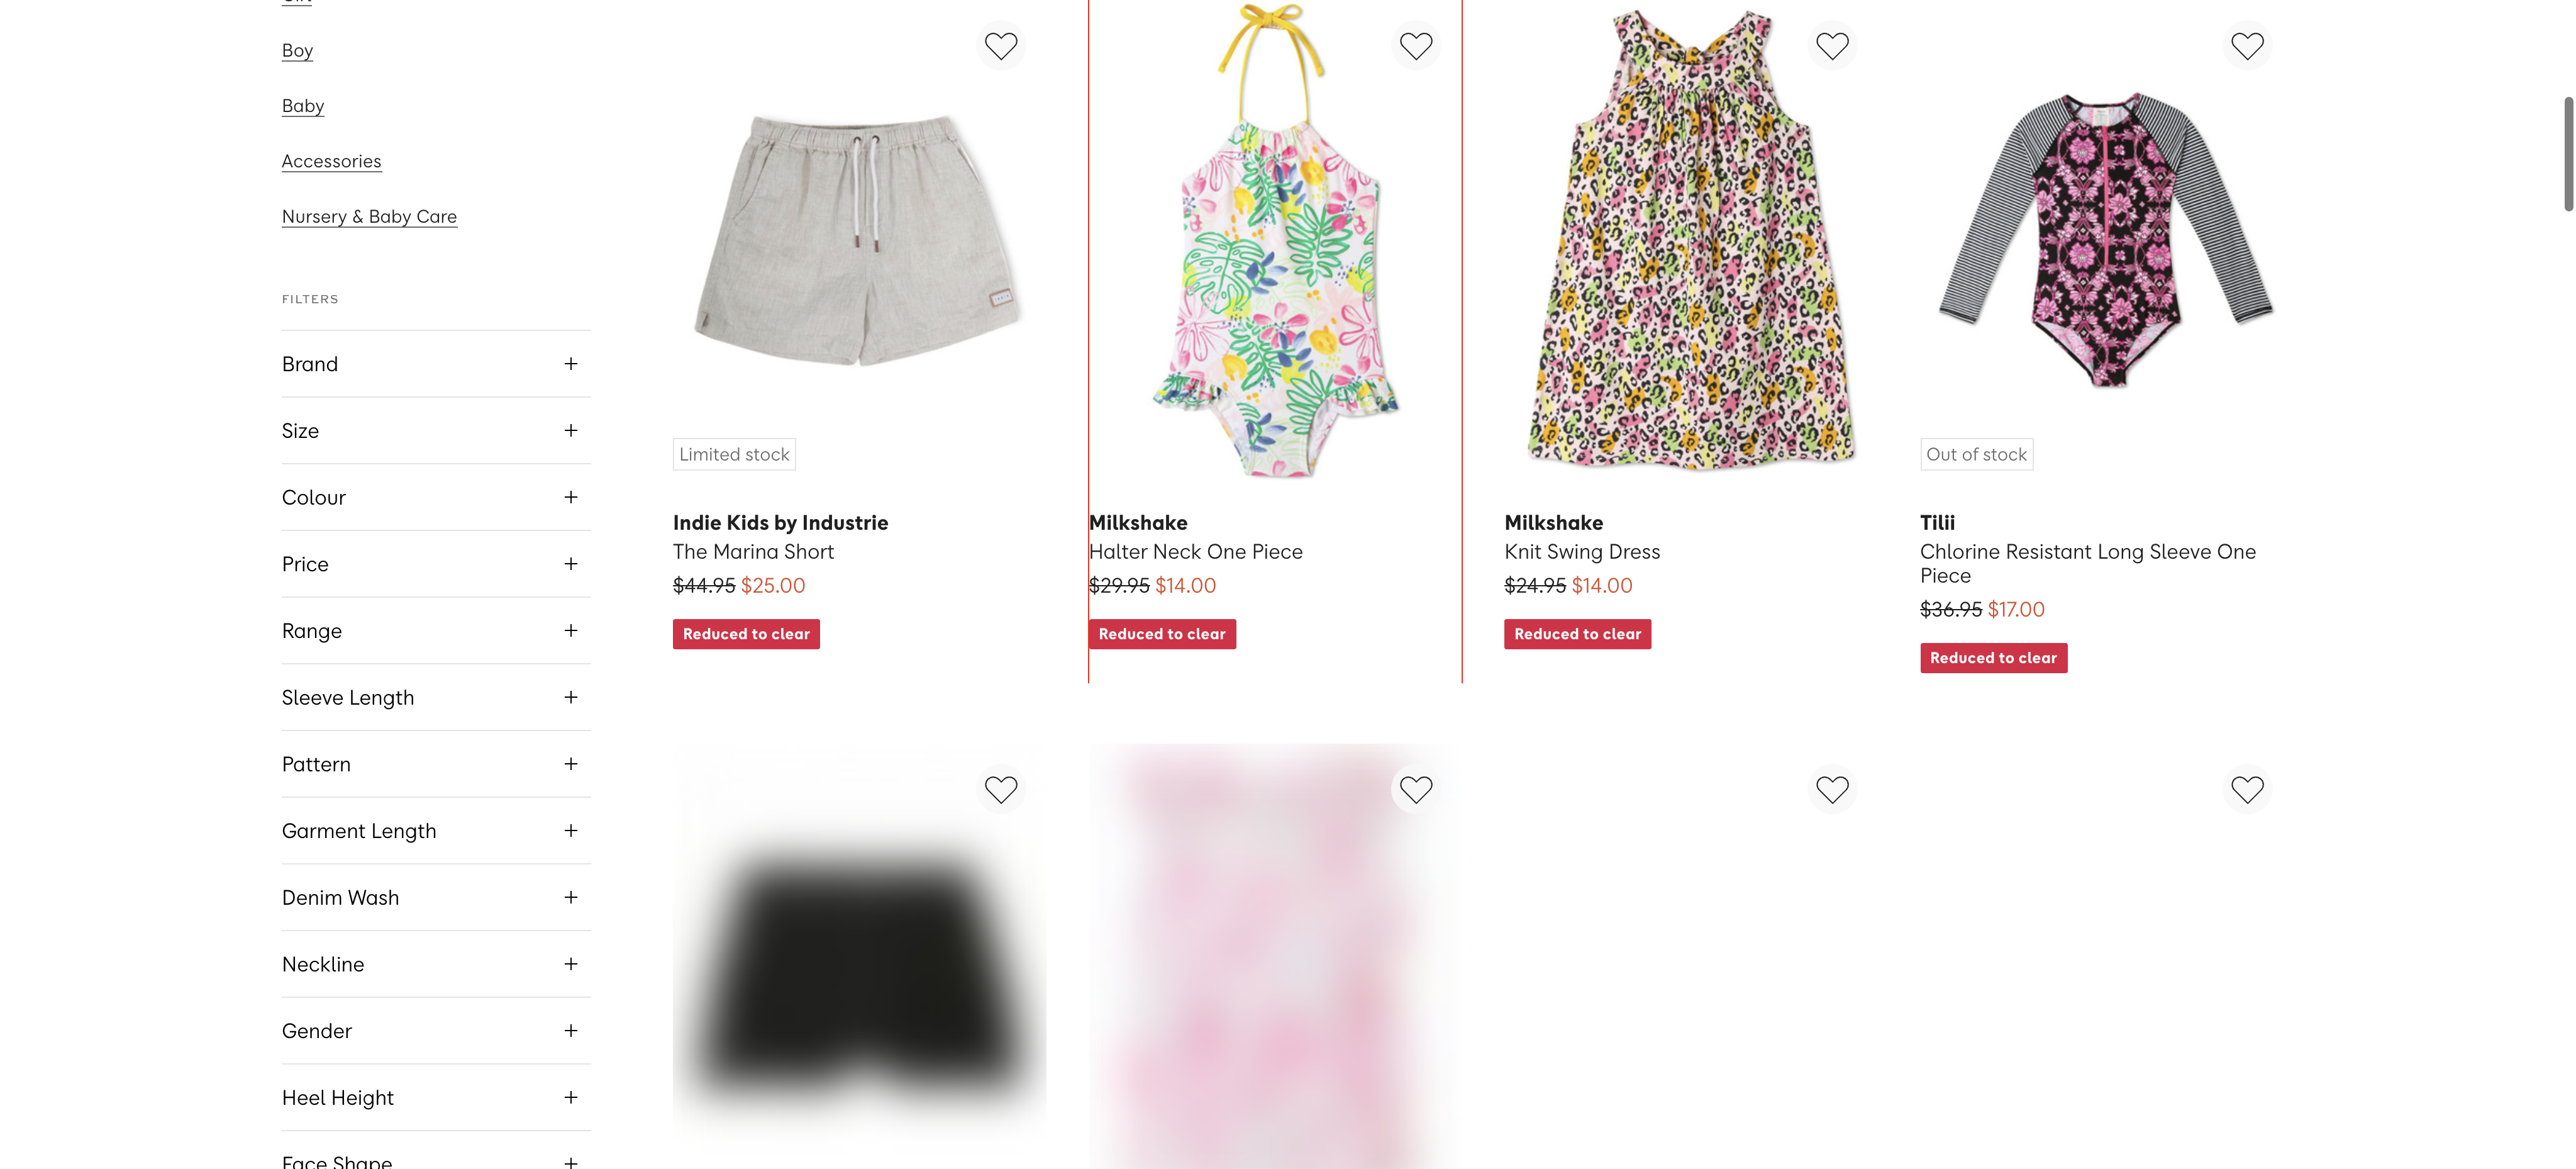 Boy
Baby
Accessories
Nursery & Baby Care
FILTERS
Brand
Size
Colour
Price
Range
Sleeve Length
Pattern
Garment Length
Denim Wash
Neckline
Gender
Heel Height
Face Shape
Limited stock
Indie Kids by Industrie
The Marina Short
$44.95 $25.00
Reduced to clear
Milkshake
Halter Neck One Piece
$29.95 $14.00
Reduced to clear
Milkshake
Knit Swing Dress
$24.95 $14.00
Reduced to clear
Out of stock
Tilii
Chlorine Resistant Long Sleeve One
Piece
$36.95 $17.00
Reduced to clear